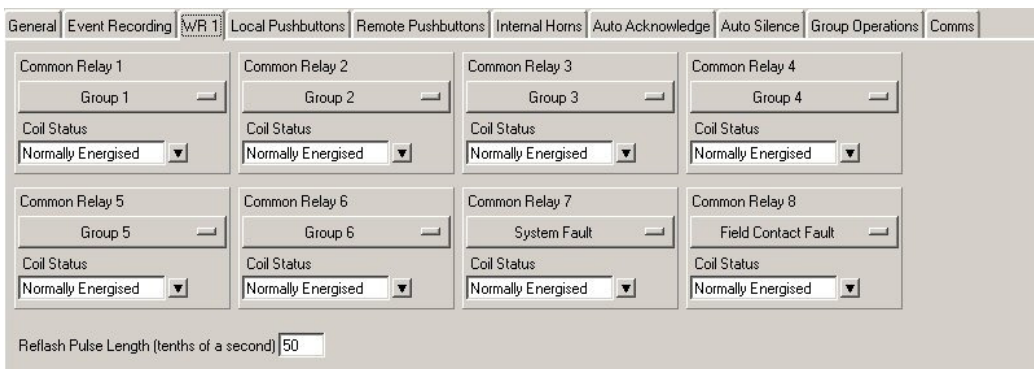 General Event Recording WR 1 Local Pushbuttons Remote Pushbuttons Internal Horns Auto Acknowledge Auto Silence Group Operations Comms
Common Relay 1 Common Relay 2 Common Relay 3 Common Relay 4
Group 1 Group 2 Group 3 Group 4
Coil Status Coil Status Coil Status Coil Status
Normally Energised Normally Energised Normally Energised Normally Energised
Common Relay 5 Common Relay 6 Common Relay 7 Common Relay 8
Group 5 Group 6 System Fault Field Contact Fault
Coil Status Coil Status Coil Status Coil Status
Normally Energised Normally Energised Normally Energised Normally Energised
Reflash Pulse Length (tenths of a second) 50